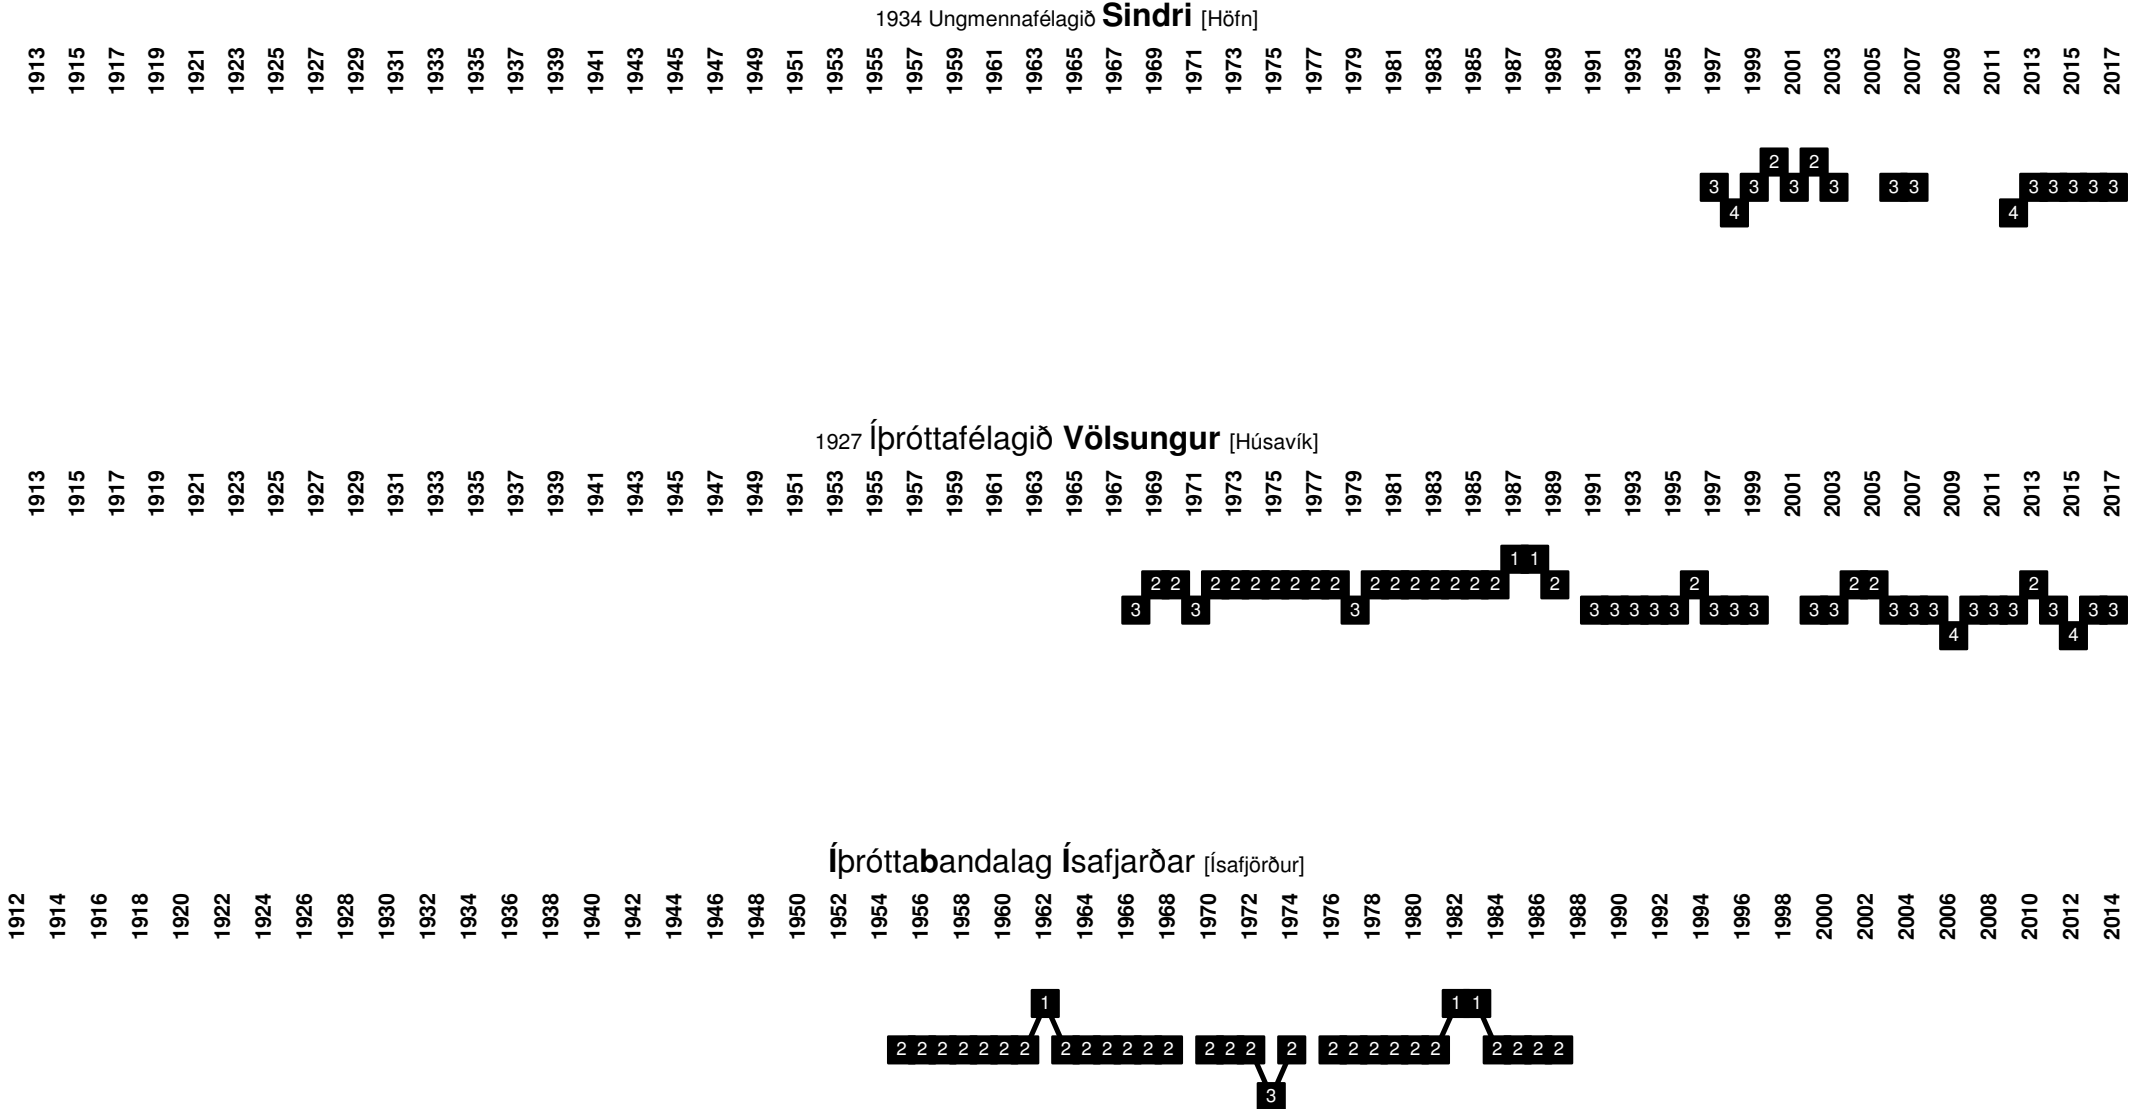 1934 Ungmennafélagið Sindri [Höfn]
1913 1915 1917 1919 1921 1923 1925 1927 1929 1931 1933 1935 1937 1939 1941 1943 1945 1947 1949 1951 1953 1955 1957 1959 1961 1963 1965 1967 1969 1971 1973 1975 1977 1979 1981 1983 1985 1987 1989 1991 1993 1995 1997 1999 2001 2003 2005 2007 2009 2011 2013 2015 2017
2 2
3 3 3 3 3 3 3 3 3 3 3
4 4
1927 Íþróttafélagið Völsungur [Húsavík]
1913 1915 1917 1919 1921 1923 1925 1927 1929 1931 1933 1935 1937 1939 1941 1943 1945 1947 1949 1951 1953 1955 1957 1959 1961 1963 1965 1967 1969 1971 1973 1975 1977 1979 1981 1983 1985 1987 1989 1991 1993 1995 1997 1999 2001 2003 2005 2007 2009 2011 2013 2015 2017
1 1
2 2 2 2 2 2 2 2 2 2 2 2 2 2 2 2 2 2 2 2 2
3 3 3 3 3 3 3 3 3 3 3 3 3 3 3 3 3 3 3 3 3 3
4 4
Íþróttabandalag Ísafjarðar [Ísafjörður]
1912 1914 1916 1918 1920 1922 1924 1926 1928 1930 1932 1934 1936 1938 1940 1942 1944 1946 1948 1950 1952 1954 1956 1958 1960 1962 1964 1966 1968 1970 1972 1974 1976 1978 1980 1982 1984 1986 1988 1990 1992 1994 1996 1998 2000 2002 2004 2006 2008 2010 2012 2014
1 1 1
2 2 2 2 2 2 2 2 2 2 2 2 2 2 2 2 2 2 2 2 2 2 2 2 2 2 2
3